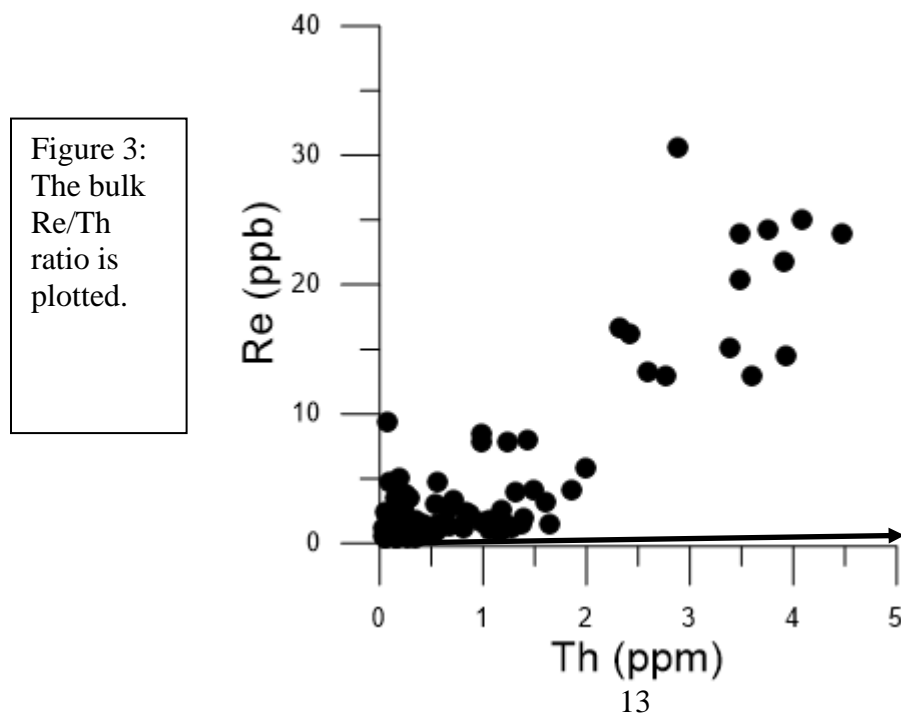 Figure 3:
The bulk
Re/Th
ratio is
plotted.
40
30
20
10
0
Re (ppb)
0 1 2 3 4 5
Th (ppm)
13